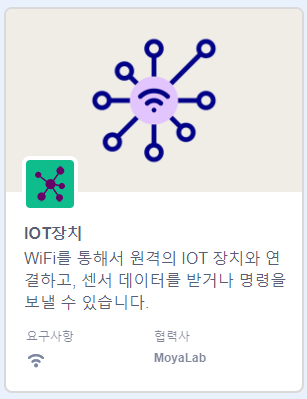 IOT장치
WiFi를 통해서 원격의 IOT 장치와 연
결하고, 센서 데이터를 받거나 명령을
보낼 수 있습니다.
요구사항 협력사
MoyaLab